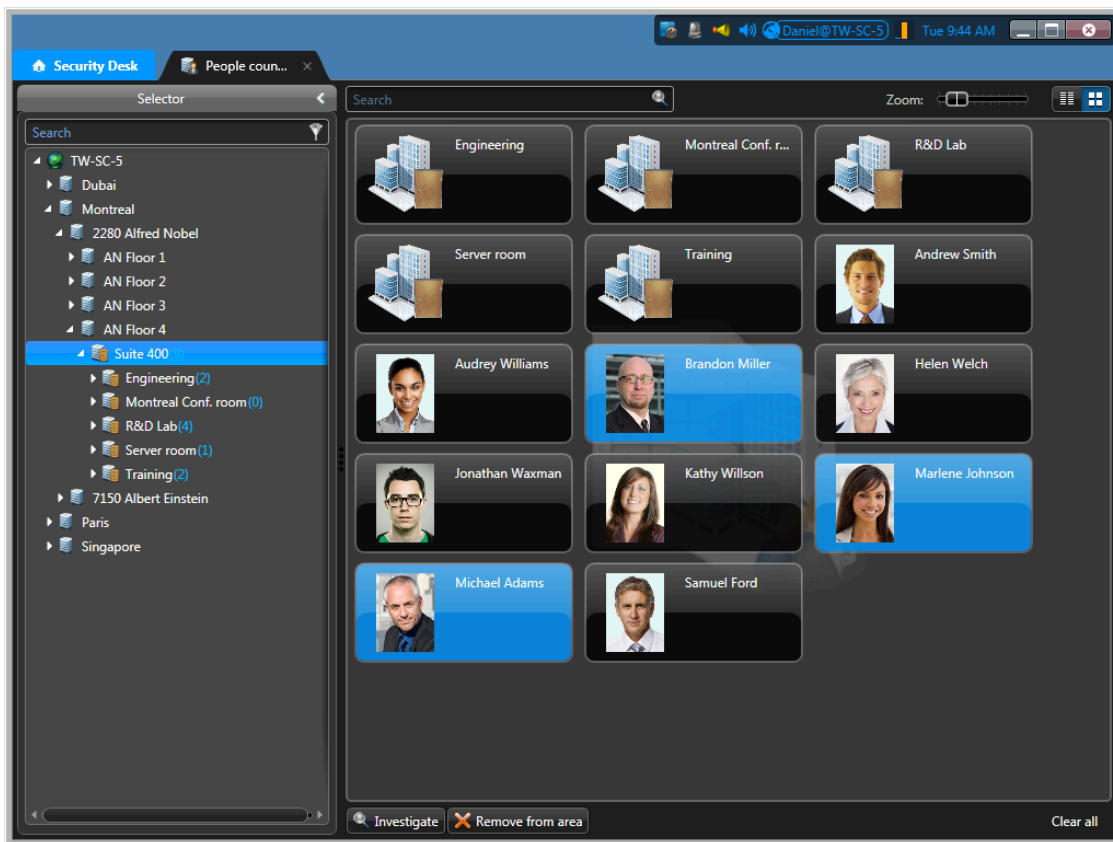 Daniel@TW-SC-5
Tue 9:44 AM
Security Desk
People coun...
Selector
Search
TW-SC-5
Dubai
Montreal
2280 Alfred Nobel
AN Floor 1
AN Floor 2
AN Floor 3
AN Floor 4
Suite 400(9)
Engineering(2)
Montreal Conf. room(0)
R&D Lab(4)
Server room(1)
Training(2)
7150 Albert Einstein
Paris
Singapore
Search
Zoom:
Engineering
Montreal Conf. r...
R&D Lab
Server room
Training
Andrew Smith
Audrey Williams
Brandon Miller
Helen Welch
Jonathan Waxman
Kathy Willson
Marlene Johnson
Michael Adams
Samuel Ford
Investigate
Remove from area
Clear all